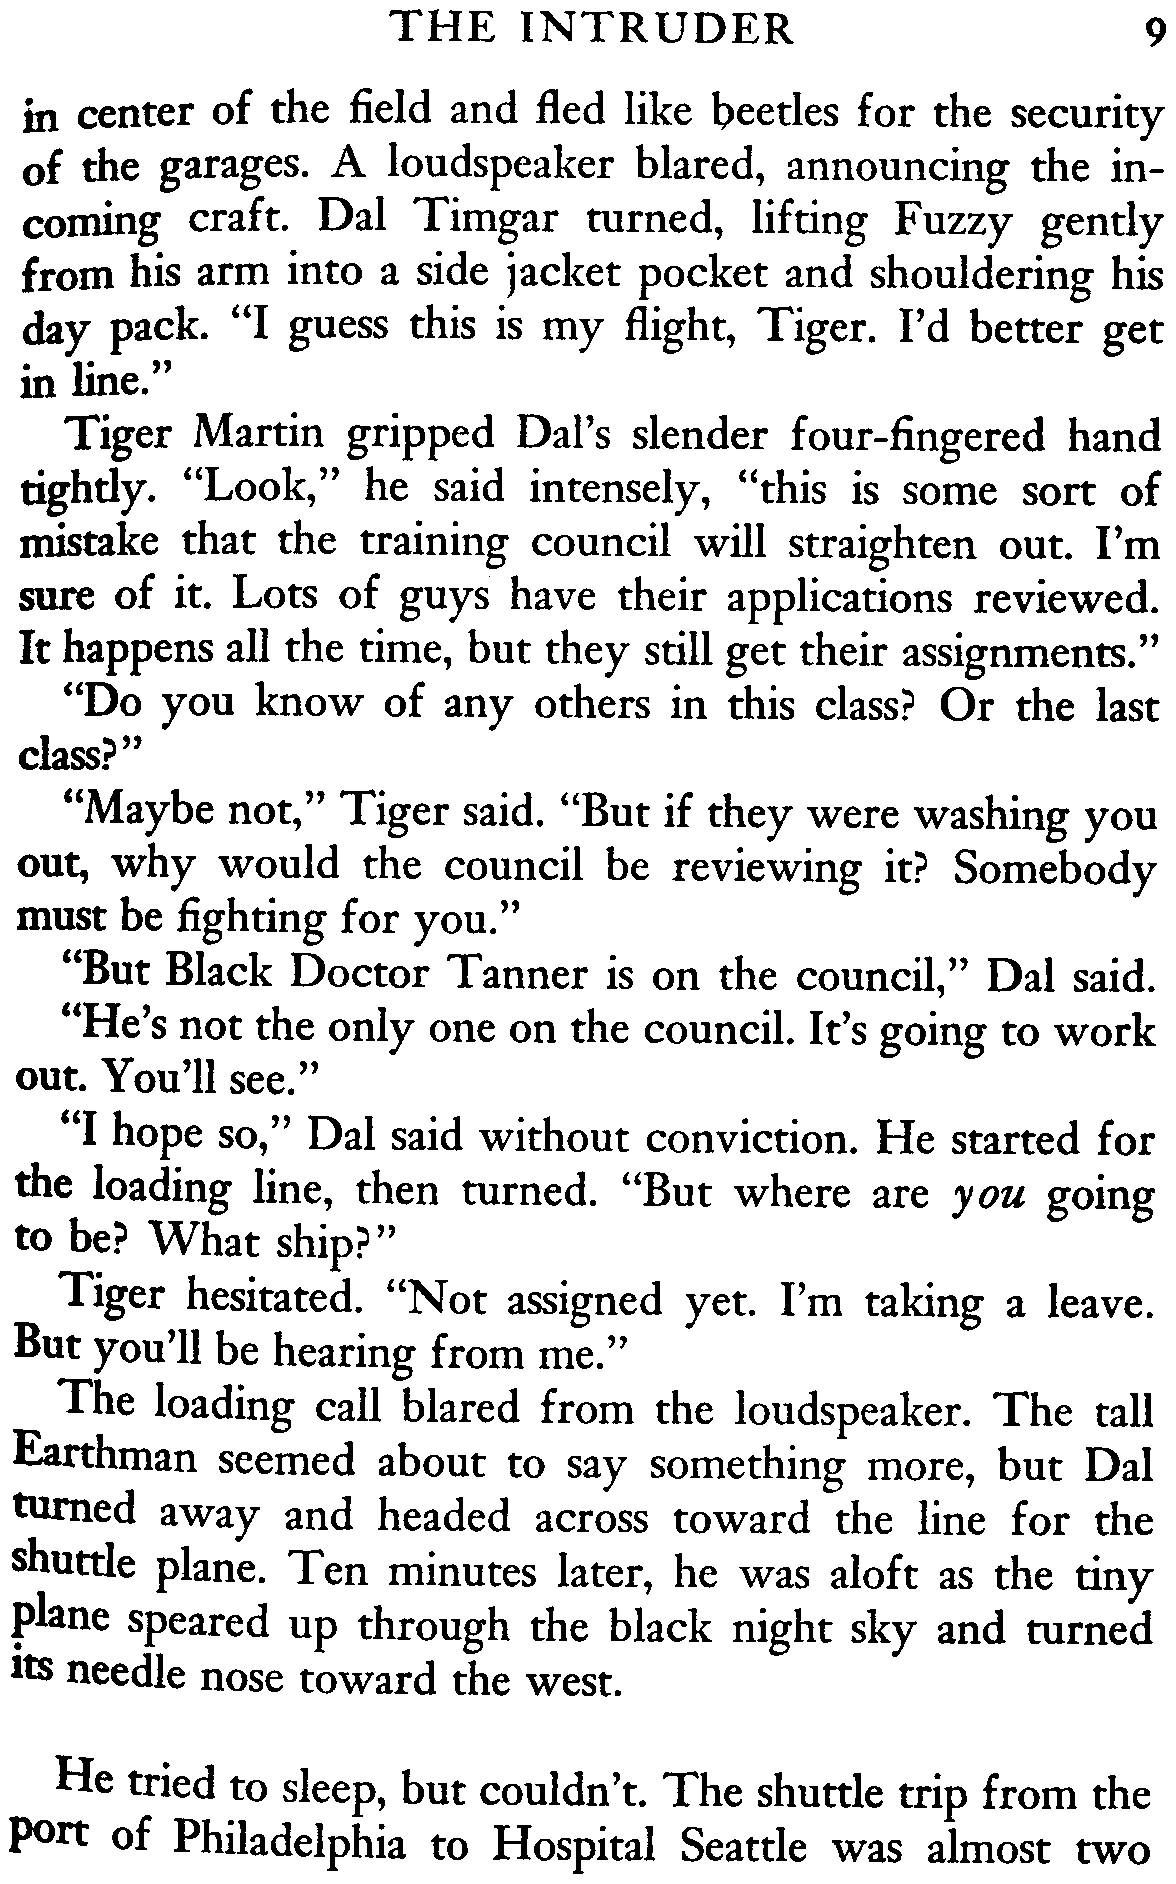 THE INTRUDER 9
in center of the field and fled like beetles for the security
of the garages. A loudspeaker blared, announcing the in-
coming craft. Dal Timgar turned, lifting Fuzzy gently
from his arm into a side jacket pocket and shouldering his
day pack. “I guess this is my flight, Tiger. I’d better get
in line.”
Tiger Martin gripped Dal’s slender four-fingered hand
tightly. “Look,” he said intensely, “this is some sort of
mistake that the training council will straighten out. I’m
sure of it. Lots of guys have their applications reviewed.
It happens all the time, but they still get their assignments.”
“Do you know of any others in this class? Or the last
class?”
“Maybe not,” Tiger said. “But if they were washing you
out, why would the council be reviewing it? Somebody
must be fighting for you.”
“But Black Doctor Tanner is on the council,” Dal said.
“He’s not the only one on the council. It’s going to work
out. You’ll see.”
“I hope so,” Dal said without conviction. He started for
the loading line, then turned. “But where are you going
to be? What ship?”
Tiger hesitated. “Not assigned yet. I’m taking a leave.
But you’ll be hearing from me.”
The loading call blared from the loudspeaker. The tall
Earthman seemed about to say something more, but Dal
turned away and headed across toward the line for the
shuttle plane. Ten minutes later, he was aloft as the tiny
plane speared up through the black night sky and turned
its needle nose toward the west.
He tried to sleep, but couldn’t. The shuttle trip from the
port of Philadelphia to Hospital Seattle was almost two